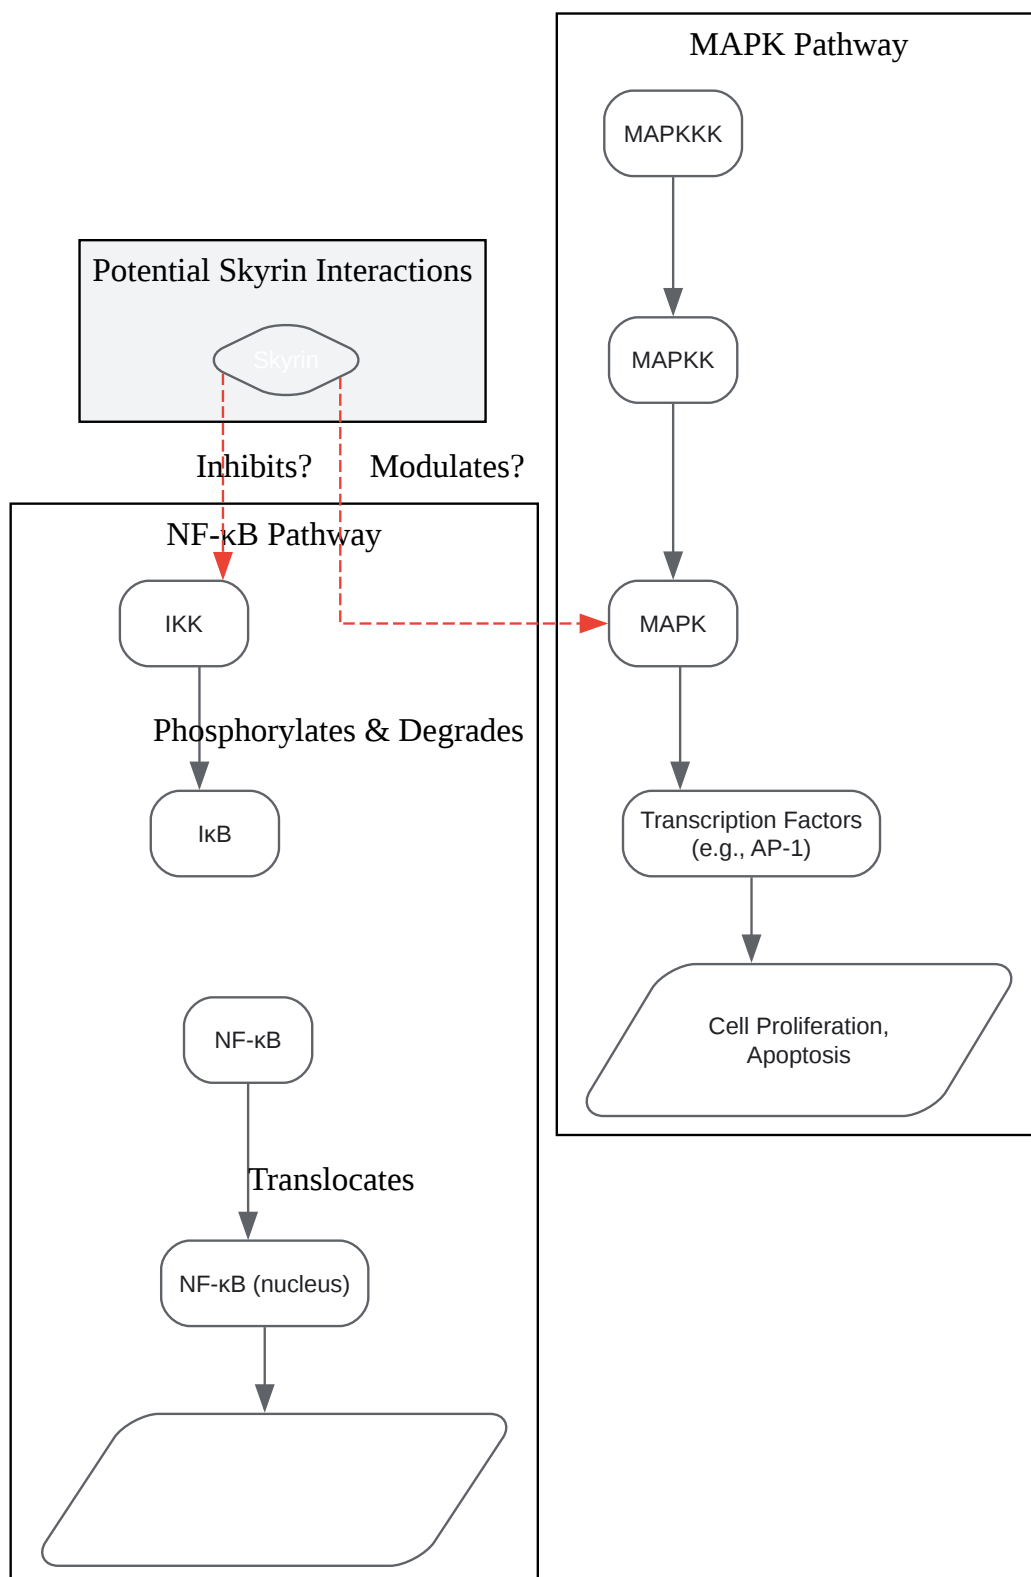 MAPK Pathway
MAPKKK
Potential Skyrin Interactions
Skyrin
MAPKK
Inhibits?
Modulates?
NF-κB Pathway
IKK
MAPK
Phosphorylates & Degrades
IκB
Transcription Factors
(e.g., AP-1)
NF-κB
Cell Proliferation,
Apoptosis
Translocates
NF-κB (nucleus)